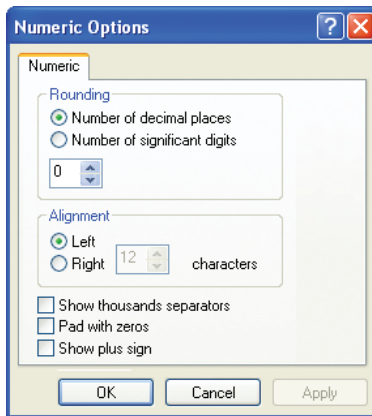 Numeric Options
Numeric
Rounding
Number of decimal places
Number of significant digits
0
Alignment
Left
Right 12 characters
Show thousands separators
Pad with zeros
Show plus sign
OK Cancel Apply